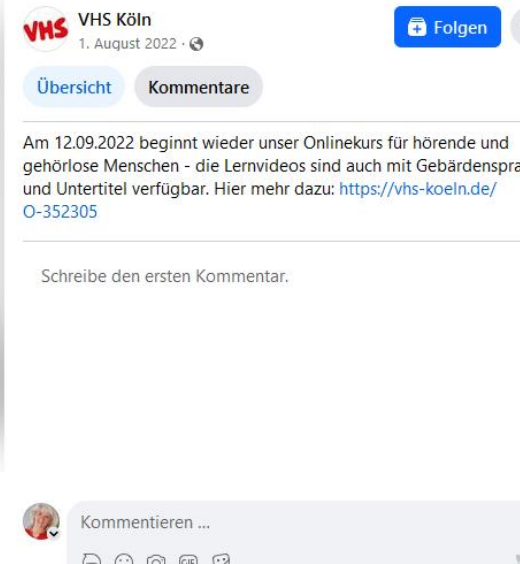 VHS
VHS Köln
1. August 2022 ·
Folgen
Übersicht
Kommentare
Am 12.09.2022 beginnt wieder unser Onlinekurs für hörende und
gehörlose Menschen - die Lernvideos sind auch mit
und Untertitel verfügbar. Hier mehr dazu: https://vhs-koeln.de/
O-352305
Schreibe den ersten Kommentar.
Kommentieren ...
GIF